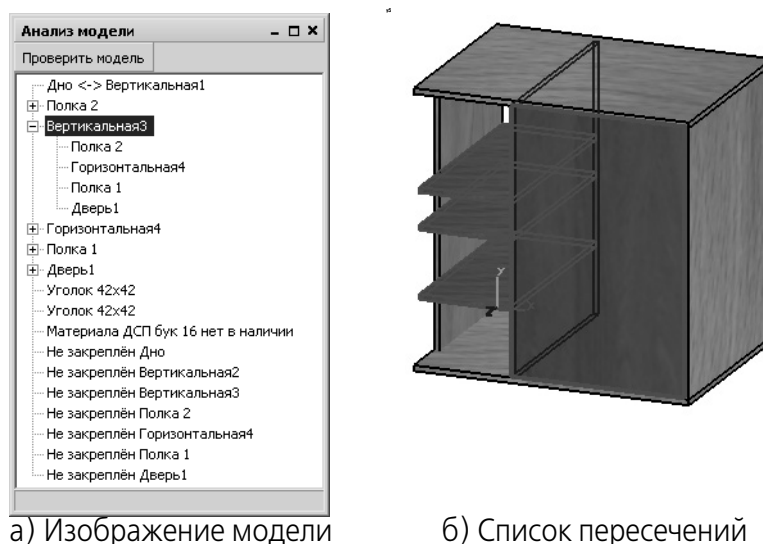 Анализ модели
Проверить модель
Дно <-> Вертикальная1
Полка 2
Вертикальная3
Полка 2
Горизонтальная4
Полка 1
Дверь1
Горизонтальная4
Полка 1
Дверь1
Уголок 42x42
Уголок 42x42
Материала ДСП бук 16 нет в наличии
Не закреплён Дно
Не закреплён Вертикальная2
Не закреплён Вертикальная3
Не закреплён Полка 2
Не закреплён Горизонтальная4
Не закреплён Полка 1
Не закреплён Дверь1
Y
Z
X
а) Изображение модели
б) Список пересечений